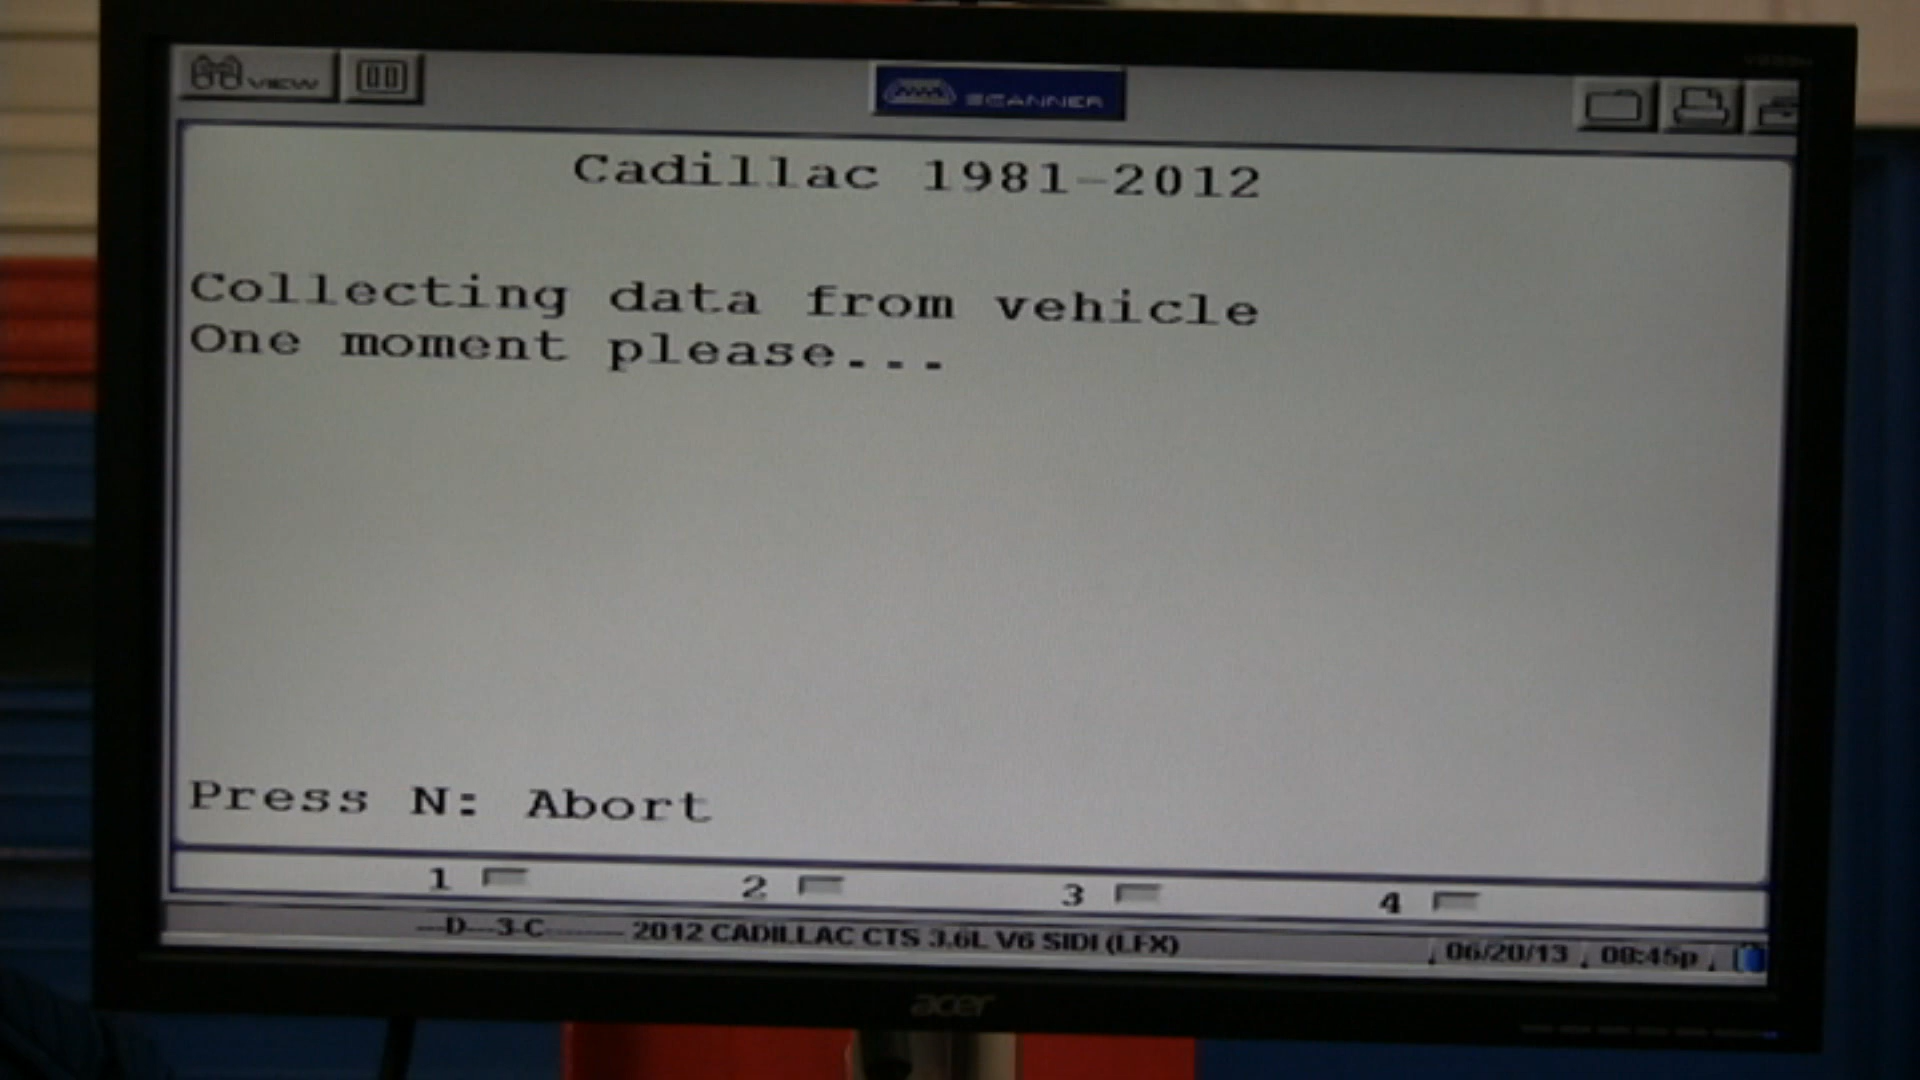 VIEW
SCANNER
Cadillac 1981-2012
Collecting data from vehicle
One moment please...
Press N: Abort
1 2 3 4
---D---3-C-------- 2012 CADILLAC CTS 3.6L V6 SIDI (LFX)
06/20/13 08:45p
acer